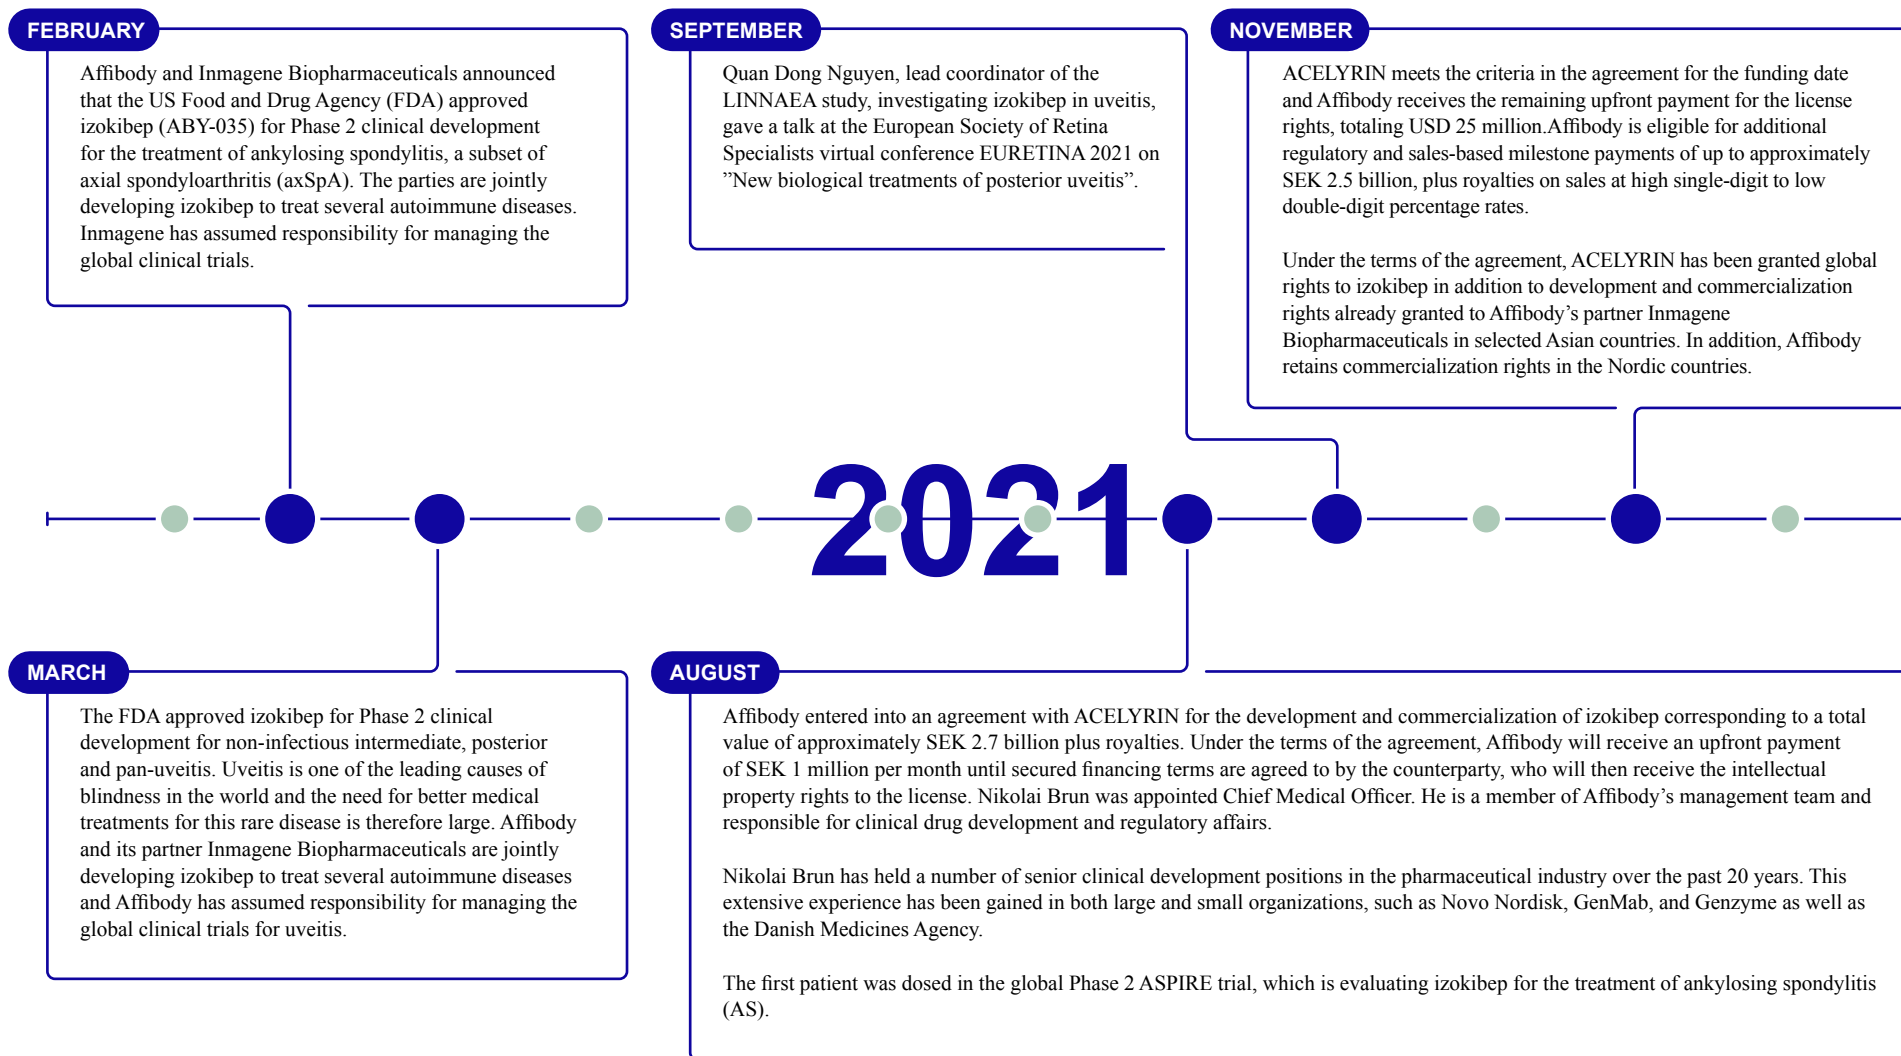 FEBRUARY
Affibody and Inmagene Biopharmaceuticals announced
that the US Food and Drug Agency (FDA) approved
izokibep (ABY-035) for Phase 2 clinical development
for the treatment of ankylosing spondylitis, a subset of
axial spondyloarthritis (axSpA). The parties are jointly
developing izokibep to treat several autoimmune diseases.
Inmagene has assumed responsibility for managing the
global clinical trials.
SEPTEMBER
Quan Dong Nguyen, lead coordinator of the
LINNAEA study, investigating izokibep in uveitis,
gave a talk at the European Society of Retina
Specialists virtual conference EURETINA 2021 on
”New biological treatments of posterior uveitis”.
NOVEMBER
ACELYRIN meets the criteria in the agreement for the funding date
and Affibody receives the remaining upfront payment for the license
rights, totaling USD 25 million.Affibody is eligible for additional
regulatory and sales-based milestone payments of up to approximately
SEK 2.5 billion, plus royalties on sales at high single-digit to low
double-digit percentage rates.
Under the terms of the agreement, ACELYRIN has been granted global
rights to izokibep in addition to development and commercialization
rights already granted to Affibody’s partner Inmagene
Biopharmaceuticals in selected Asian countries. In addition, Affibody
retains commercialization rights in the Nordic countries.
2021
MARCH
The FDA approved izokibep for Phase 2 clinical
development for non-infectious intermediate, posterior
and pan-uveitis. Uveitis is one of the leading causes of
blindness in the world and the need for better medical
treatments for this rare disease is therefore large. Affibody
and its partner Inmagene Biopharmaceuticals are jointly
developing izokibep to treat several autoimmune diseases
and Affibody has assumed responsibility for managing the
global clinical trials for uveitis.
AUGUST
Affibody entered into an agreement with ACELYRIN for the development and commercialization of izokibep corresponding to a total
value of approximately SEK 2.7 billion plus royalties. Under the terms of the agreement, Affibody will receive an upfront payment
of SEK 1 million per month until secured financing terms are agreed to by the counterparty, who will then receive the intellectual
property rights to the license. Nikolai Brun was appointed Chief Medical Officer. He is a member of Affibody’s management team and
responsible for clinical drug development and regulatory affairs.
Nikolai Brun has held a number of senior clinical development positions in the pharmaceutical industry over the past 20 years. This
extensive experience has been gained in both large and small organizations, such as Novo Nordisk, GenMab, and Genzyme as well as
the Danish Medicines Agency.
The first patient was dosed in the global Phase 2 ASPIRE trial, which is evaluating izokibep for the treatment of ankylosing spondylitis
(AS).